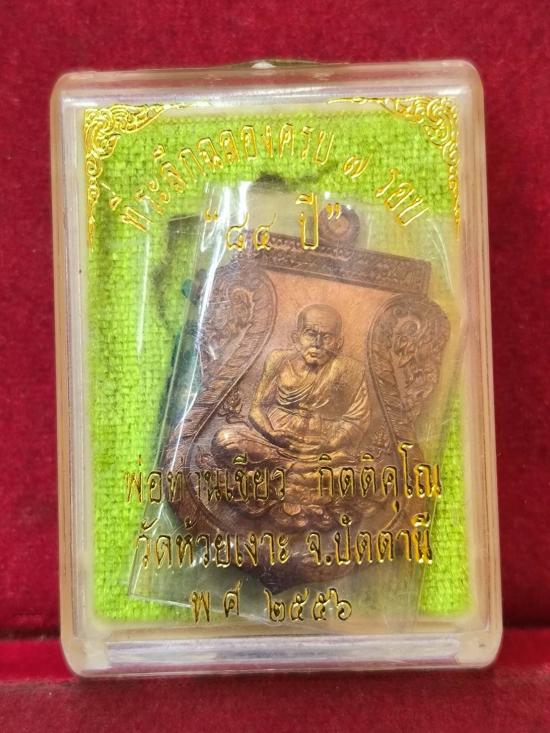 ที่ระลึกฉลองครบ ๗ รอบ
"๘๔ ปี"
พ่อท่านเขียว กิตติคุโณ
วัดห้วยเงาะ จ.ปัตตานี
พ ศ ๒๕๕๖